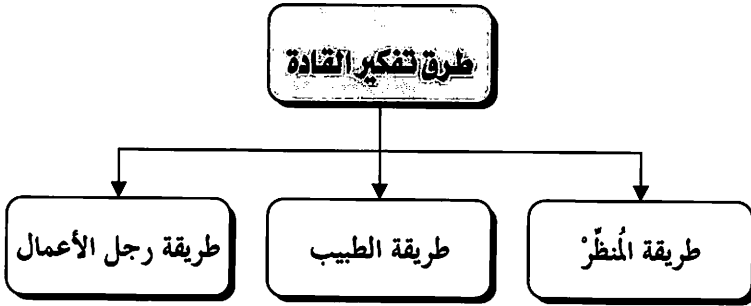 طرق تفكير القادة
طريقة المُنظِّرْ
طريقة الطبيب
طريقة رجل الأعمال